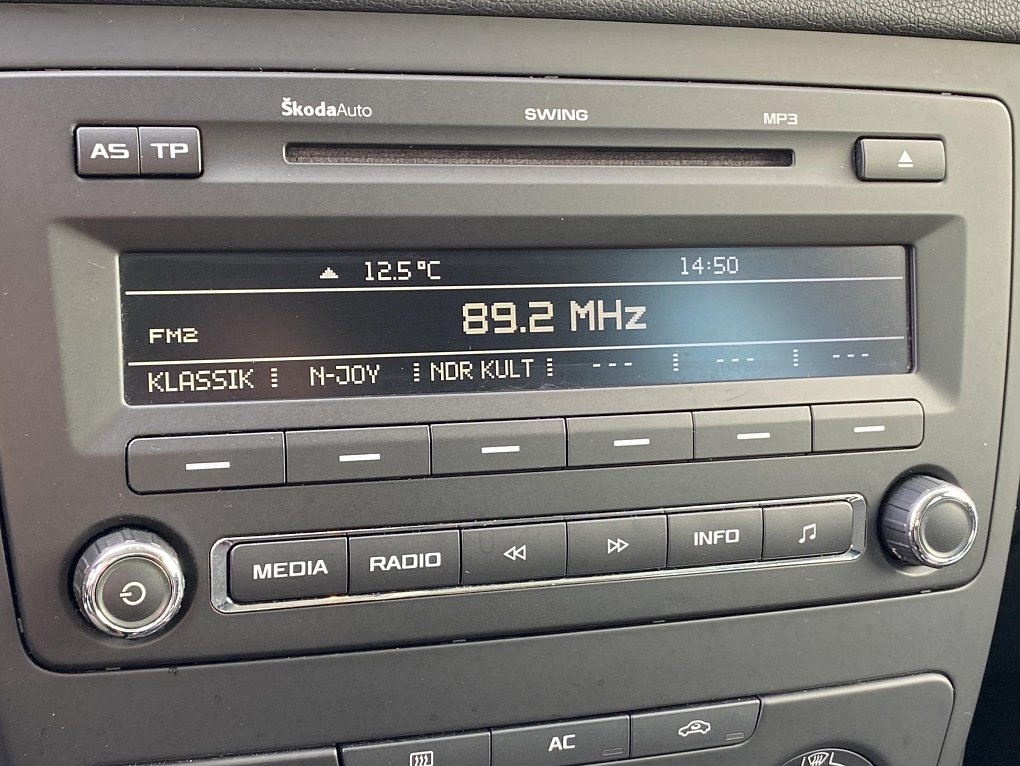 ŠkodaAuto SWING MP3
AS TP
12.5°C 14:50
89.2 MHz
FM2
KLASSIK N-JOY NDR KULT --- --- ---
MEDIA RADIO INFO
AC